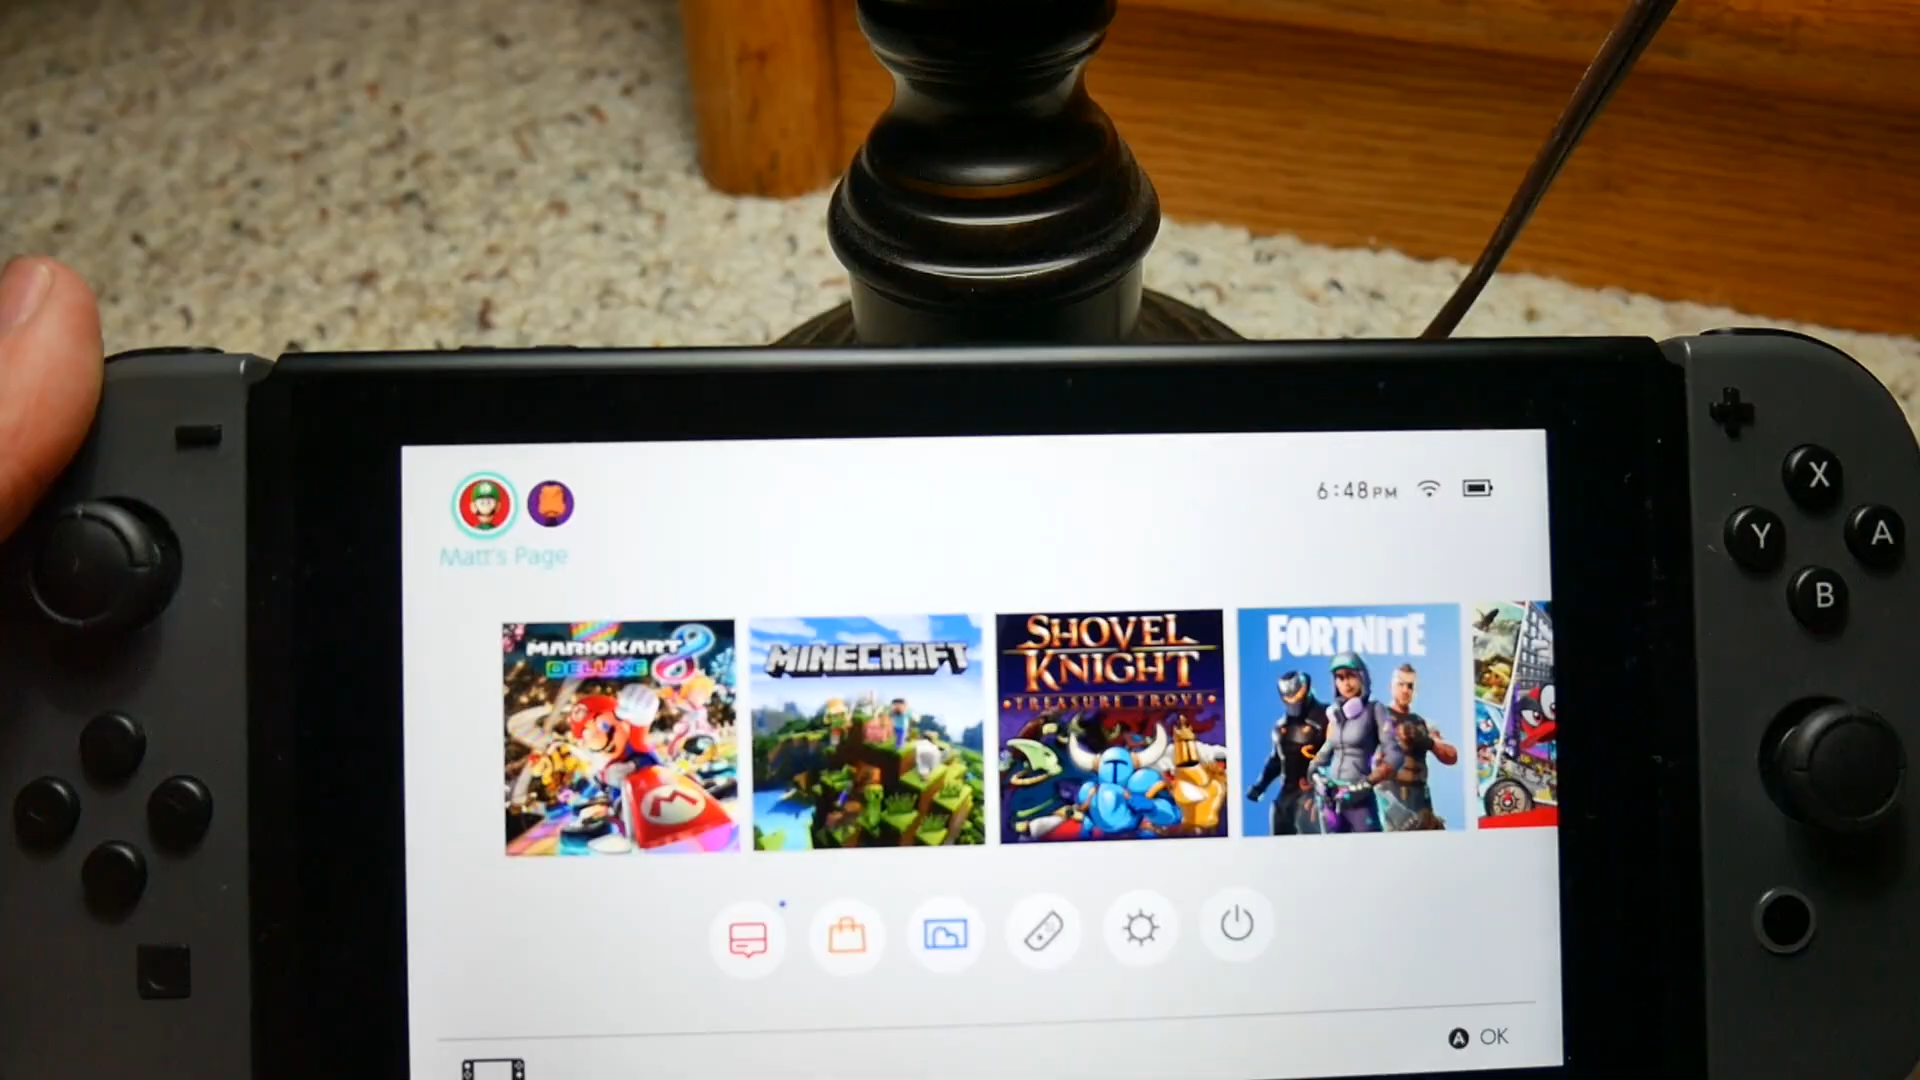 Matt's Page
6:48 PM
MARIOKART 8
DELUXE
MINECRAFT
SHOVEL
KNIGHT
TREASURE TROVE
FORTNITE
M
A OK
X
Y
A
B